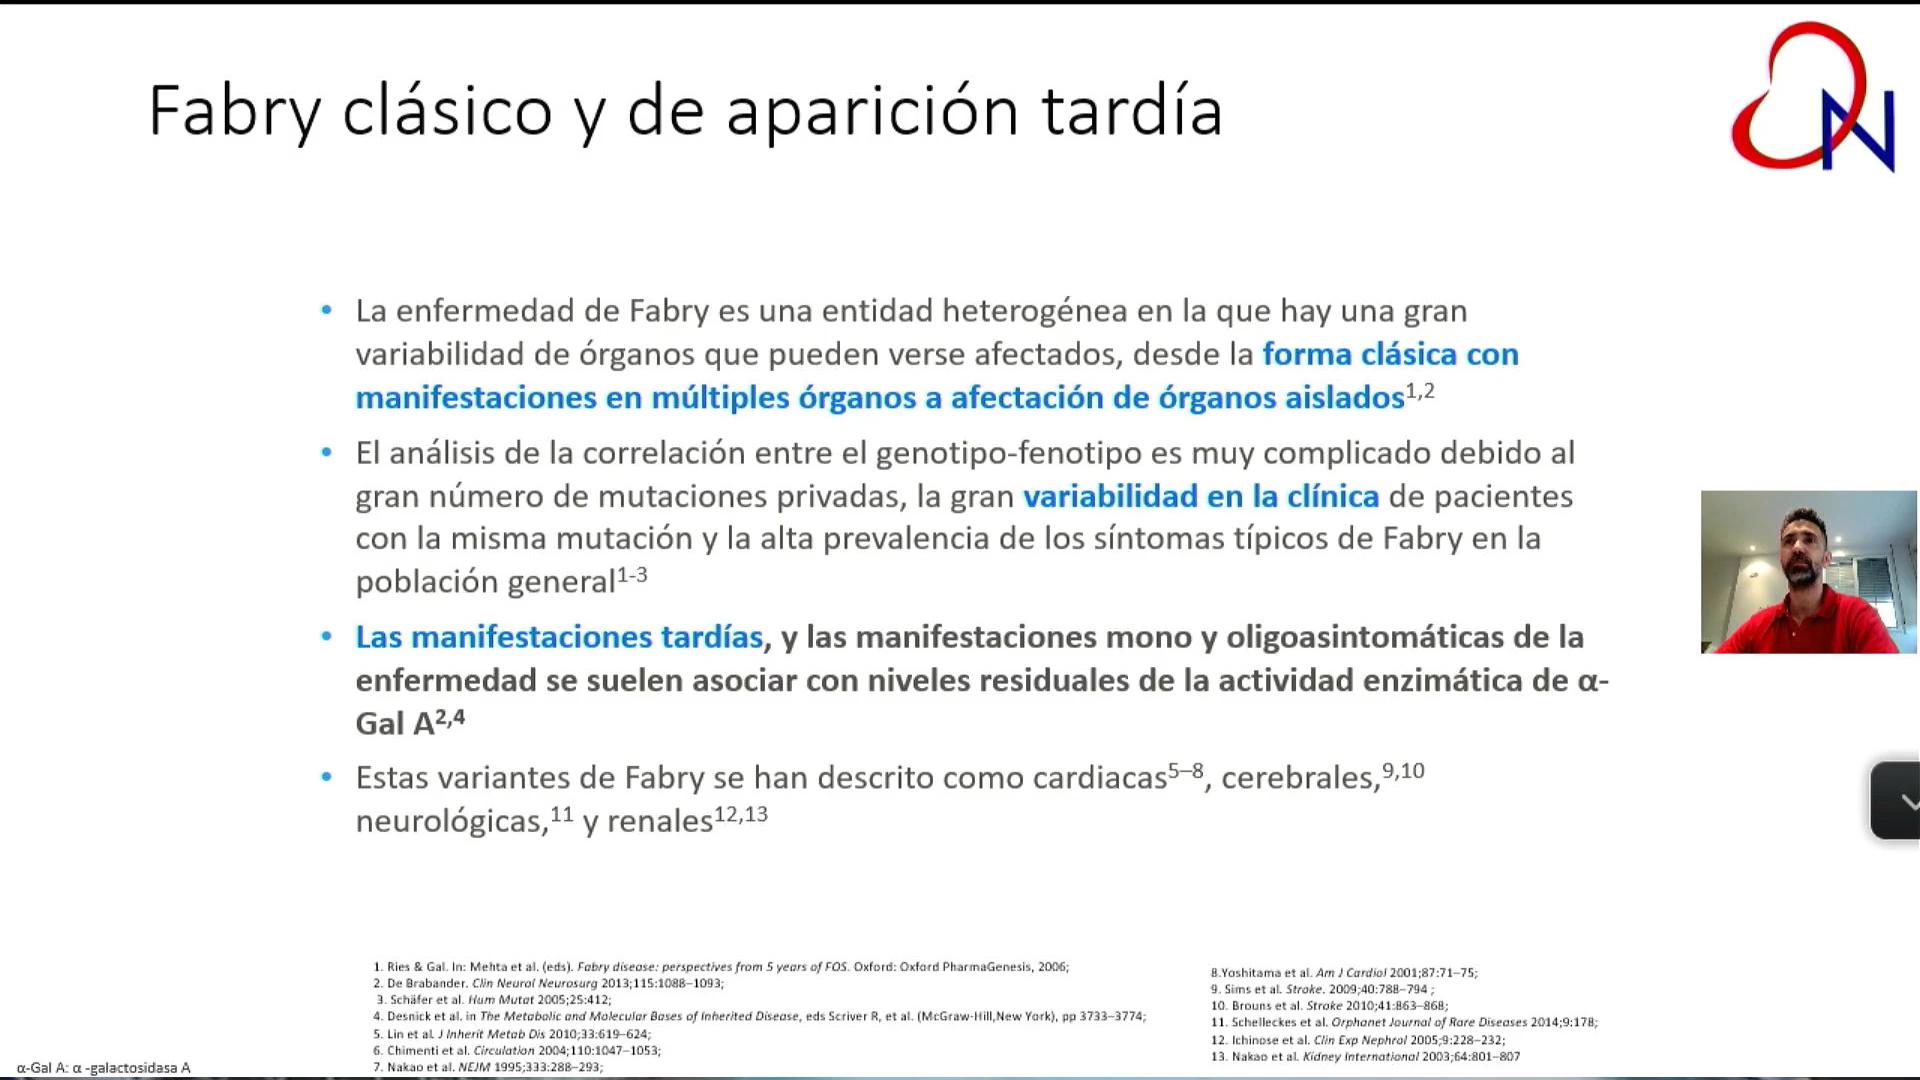 Fabry clásico y de aparición tardía
N
• La enfermedad de Fabry es una entidad heterogénea en la que hay una gran
variabilidad de órganos que pueden verse afectados, desde la forma clásica con
manifestaciones en múltiples órganos a afectación de órganos aislados1,2
• El análisis de la correlación entre el genotipo-fenotipo es muy complicado debido al
gran número de mutaciones privadas, la gran variabilidad en la clínica de pacientes
con la misma mutación y la alta prevalencia de los síntomas típicos de Fabry en la
población general1-3
• Las manifestaciones tardías, y las manifestaciones mono y oligoasintomáticas de la
enfermedad se suelen asociar con niveles residuales de la actividad enzimática de α-
Gal A2,4
• Estas variantes de Fabry se han descrito como cardiacas5–8, cerebrales,9,10
neurológicas,11 y renales12,13
1. Ries & Gal. In: Mehta et al. (eds). Fabry disease: perspectives from 5 years of FOS. Oxford: Oxford PharmaGenesis, 2006;
2. De Brabander. Clin Neurol Neurosurg 2013;115:1088–1093;
3. Schäfer et al. Hum Mutat 2005;25:412;
4. Desnick et al. in The Metabolic and Molecular Bases of Inherited Disease, eds Scriver R, et al. (McGraw-Hill,New York), pp 3733–3774;
5. Lin et al. J Inherit Metab Dis 2010;33:619–624;
6. Chimenti et al. Circulation 2004;110:1047–1053;
7. Nakao et al. NEJM 1995;333:288–293;
8.Yoshitama et al. Am J Cardiol 2001;87:71–75;
9. Sims et al. Stroke. 2009;40:788–794 ;
10. Brouns et al. Stroke 2010;41:863–868;
11. Schelleckes et al. Orphanet Journal of Rare Diseases 2014;9:178;
12. Ichinose et al. Clin Exp Nephrol 2005;9:228–232;
13. Nakao et al. Kidney International 2003;64:801–807
α-Gal A: α -galactosidasa A